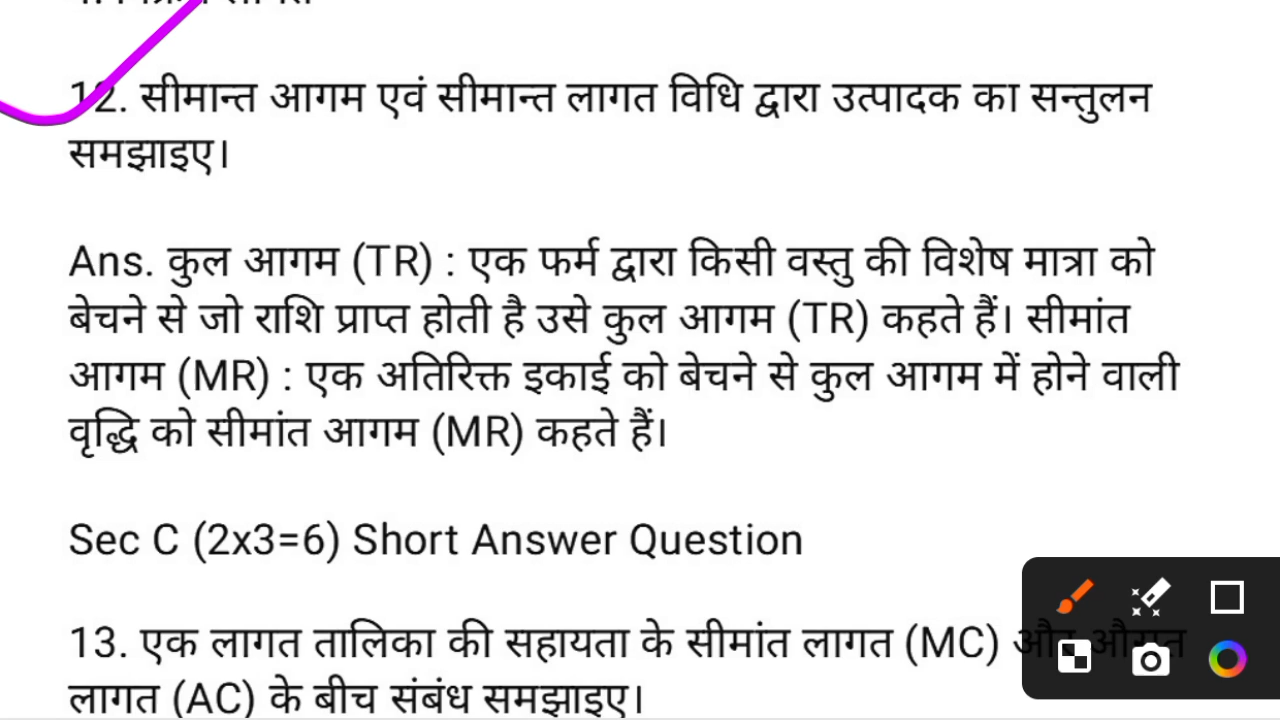 12. सीमान्त आगम एवं सीमान्त लागत विधि द्वारा उत्पादक का सन्तुलन
समझाइए।
Ans. कुल आगम (TR) : एक फर्म द्वारा किसी वस्तु की विशेष मात्रा को
बेचने से जो राशि प्राप्त होती है उसे कुल आगम (TR) कहते हैं। सीमांत
आगम (MR) : एक अतिरिक्त इकाई को बेचने से कुल आगम में होने वाली
वृद्धि को सीमांत आगम (MR) कहते हैं।
Sec C (2x3=6) Short Answer Question
13. एक लागत तालिका की सहायता के सीमांत लागत (MC) और औसत
लागत (AC) के बीच संबंध समझाइए।